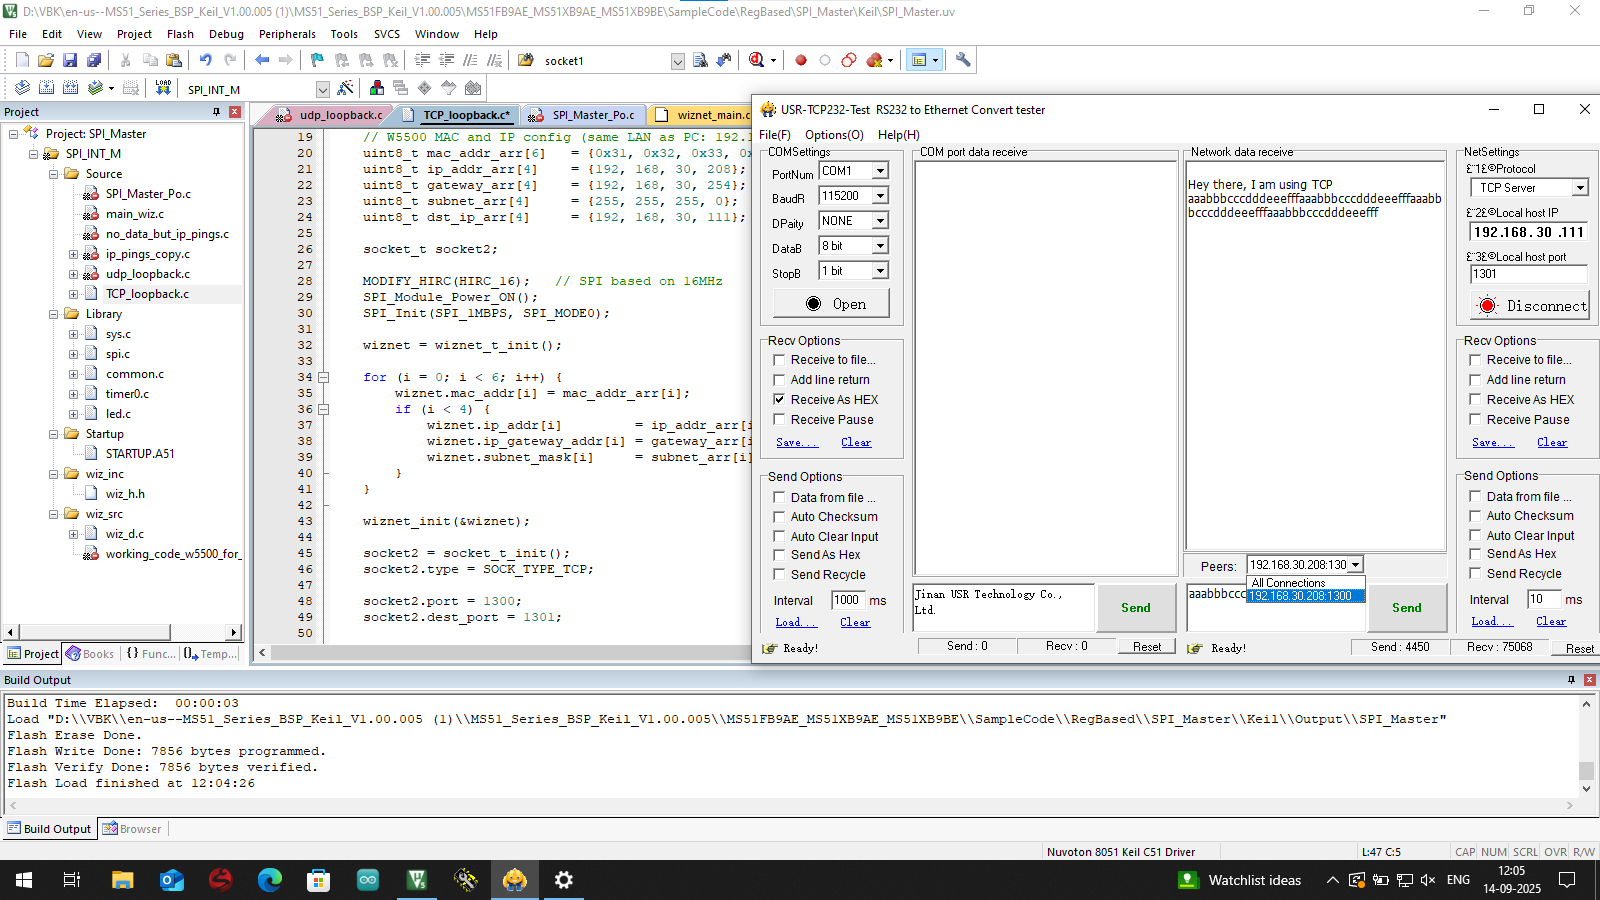 D:\VBK\en-us--MS51_Series_BSP_Keil_V1.00.005 (1)\MS51_Series_BSP_Keil_V1.00.005\MS51FB9AE_MS51XB9AE_MS51XB9BE\SampleCode\RegBased\SPI_Master\Keil\SPI_Master.uv
File Edit View Project Flash Debug Peripherals Tools SVCS Window Help
socket1
LOAD SPI_INT_M
Project
Project: SPI_Master
SPI_INT_M
Source
SPI_Master_Po.c
main_wiz.c
no_data_but_ip_pings.c
ip_pings_copy.c
udp_loopback.c
TCP_loopback.c
Library
sys.c
spi.c
common.c
timer0.c
led.c
Startup
STARTUP.A51
wiz_inc
wiz_h.h
wiz_src
wiz_d.c
working_code_w5500_for_
Project Books Func... Temp...
udp_loopback.c TCP_loopback.c* SPI_Master_Po.c wiznet_main.c
19 // W5500 MAC and IP config (same LAN as PC: 192.1
20 uint8_t mac_addr_arr[6] = {0x31, 0x32, 0x33, 0x
21 uint8_t ip_addr_arr[4] = {192, 168, 30, 208};
22 uint8_t gateway_arr[4] = {192, 168, 30, 254};
23 uint8_t subnet_arr[4] = {255, 255, 255, 0};
24 uint8_t dst_ip_arr[4] = {192, 168, 30, 111};
25
26 socket_t socket2;
27
28 MODIFY_HIRC(HIRC_16); // SPI based on 16MHz
29 SPI_Module_Power_ON();
30 SPI_Init(SPI_1MBPS, SPI_MODE0);
31
32 wiznet = wiznet_t_init();
33
34 for (i = 0; i < 6; i++) {
35 wiznet.mac_addr[i] = mac_addr_arr[i];
36 if (i < 4) {
37 wiznet.ip_addr[i] = ip_addr_arr[i
38 wiznet.ip_gateway_addr[i] = gateway_arr[i
39 wiznet.subnet_mask[i] = subnet_arr[i]
40 }
41 }
42
43 wiznet_init(&wiznet);
44
45 socket2 = socket_t_init();
46 socket2.type = SOCK_TYPE_TCP;
47
48 socket2.port = 1300;
49 socket2.dest_port = 1301;
50
USR-TCP232-Test RS232 to Ethernet Convert tester
File(F) Options(O) Help(H)
COMSettings
PortNum COM1
BaudR 115200
DPaity NONE
DataB 8 bit
StopB 1 bit
Open
Recv Options
Receive to file...
Add line return
Receive As HEX
Receive Pause
Save... Clear
Send Options
Data from file ...
Auto Checksum
Auto Clear Input
Send As Hex
Send Recycle
Interval 1000 ms
Load... Clear
Ready!
COM port data receive
Jinan USR Technology Co.,
Ltd.
Send
Send : 0 Recv : 0 Reset
Network data receive
Hey there, I am using TCP
aaabbbcccdddeeefffaaabbbcccdddeeefffaaabb
bcccdddeeefffaaabbbcccdddeeefff
Peers: 192.168.30.208:130
All Connections
192.168.30.208:1300
aaabbbccc
Send
Ready! Send : 4450 Recv : 75068 Reset
NetSettings
£¨1£©Protocol
TCP Server
£¨2£©Local host IP
192.168. 30 .111
£¨3£©Local host port
1301
Disconnect
Recv Options
Receive to file...
Add line return
Receive As HEX
Receive Pause
Save... Clear
Send Options
Data from file ...
Auto Checksum
Auto Clear Input
Send As Hex
Send Recycle
Interval 10 ms
Load... Clear
Build Output
Build Time Elapsed:  00:00:03
Load "D:\\VBK\\en-us--MS51_Series_BSP_Keil_V1.00.005 (1)\\MS51_Series_BSP_Keil_V1.00.005\\MS51FB9AE_MS51XB9AE_MS51XB9BE\\SampleCode\\RegBased\\SPI_Master\\Keil\\Output\\SPI_Master"
Flash Erase Done.
Flash Write Done: 7856 bytes programmed.
Flash Verify Done: 7856 bytes verified.
Flash Load finished at 12:04:26
Build Output Browser
Nuvoton 8051 Keil C51 Driver L:47 C:5 CAP NUM SCRL OVR R/W
Watchlist ideas ENG 12:05
14-09-2025